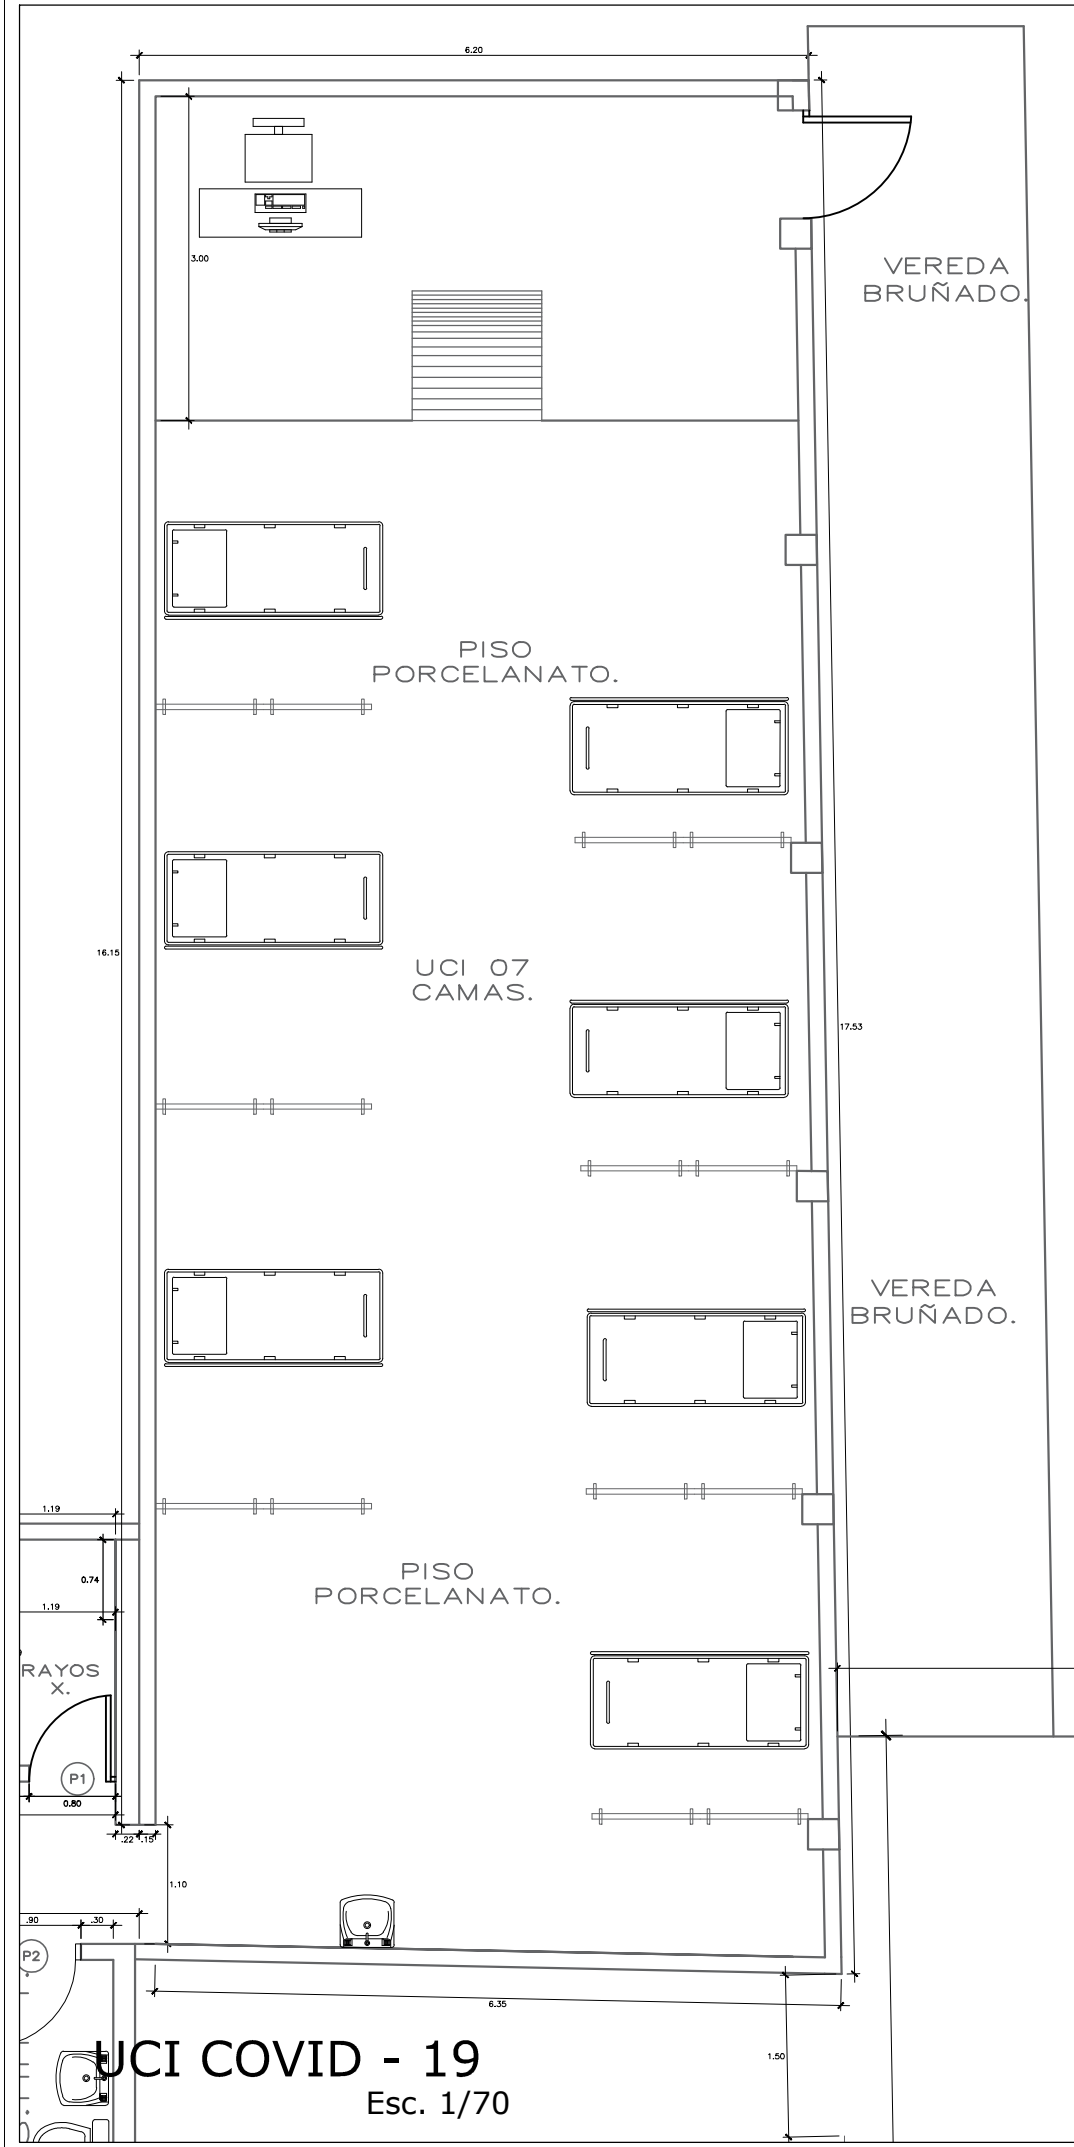 6.20
VEREDA
BRUÑADO.
3.00
PISO
PORCELANATO.
16.15
UCI 07
CAMAS.
17.53
VEREDA
BRUÑADO.
1.19
0.74
PISO
PORCELANATO.
1.19
RAYOS
X.
P1
0.80
.22
.15
1.10
.90
.30
P2
6.35
UCI COVID - 19
1.50
Esc. 1/70